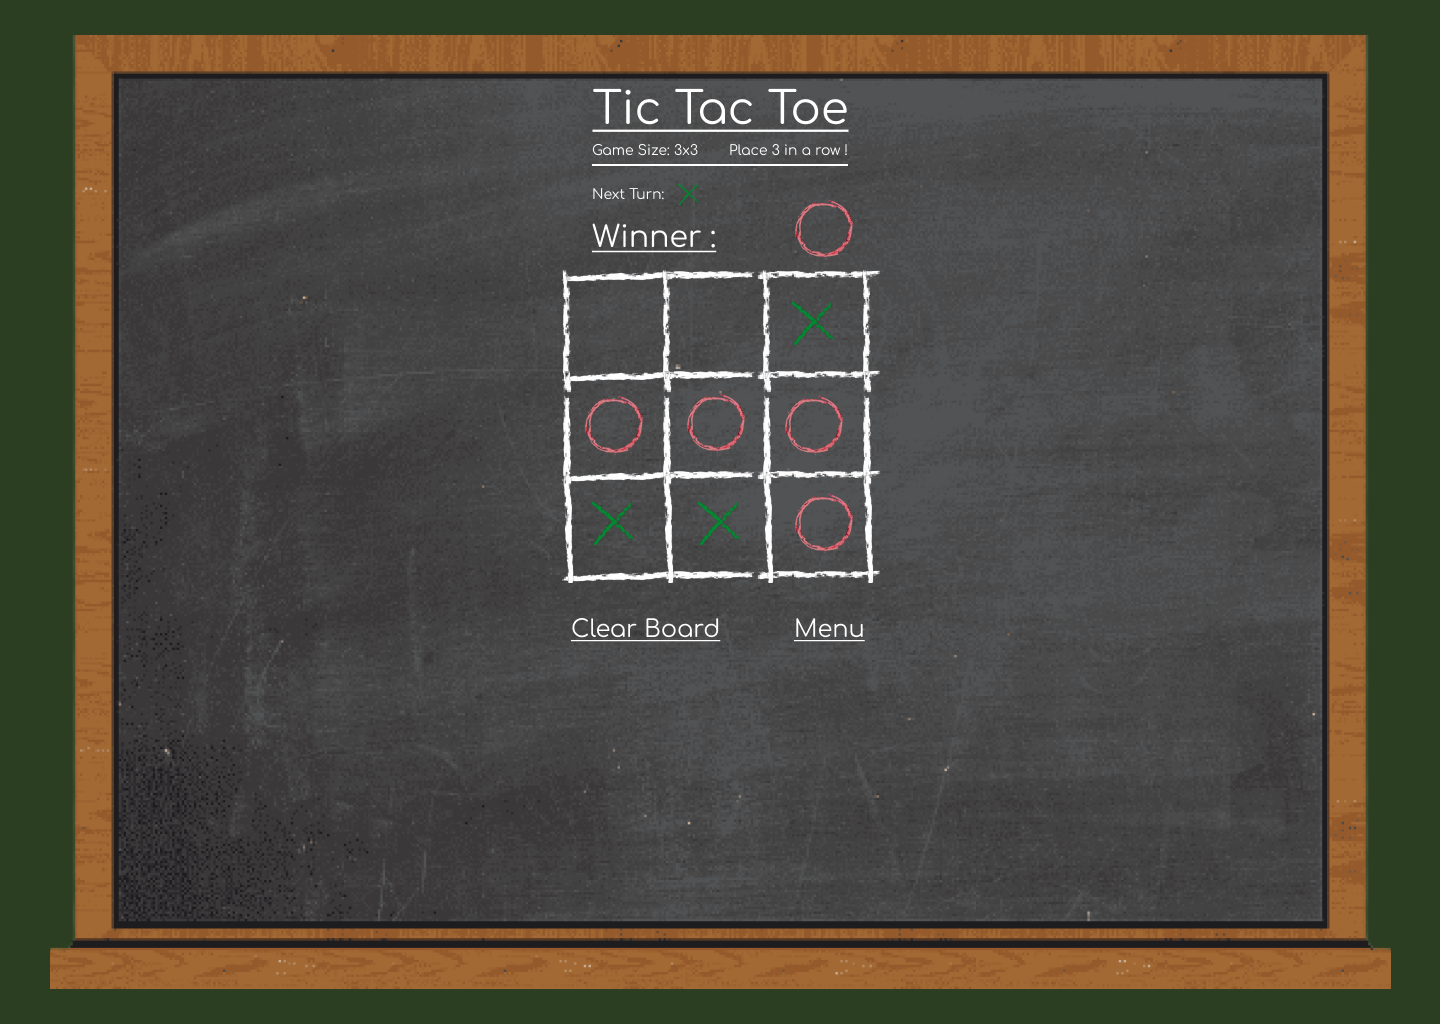 Tic Tac Toe
Game Size: 3x3 Place 3 in a row !
Next Turn:
Winner :
Clear Board Menu